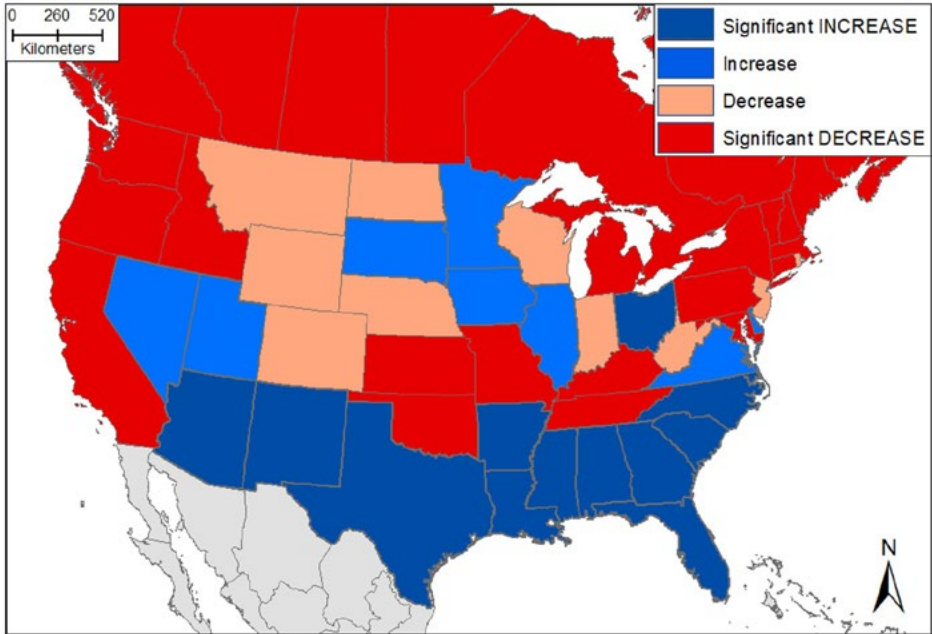 0 260 520
Kilometers
Significant INCREASE
Increase
Decrease
Significant DECREASE
N